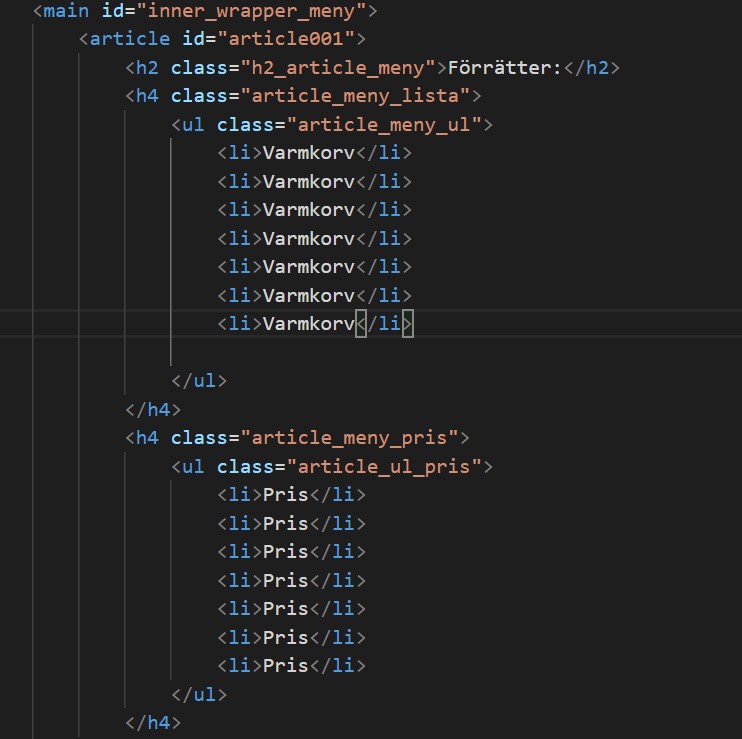 <main id="inner_wrapper_meny">
<article id="article001">
<h2 class="h2_article_meny">Förrätter:</h2>
<h4 class="article_meny_lista">
<ul class="article_meny_ul">
<li>Varmkorv</li>
<li>Varmkorv</li>
<li>Varmkorv</li>
<li>Varmkorv</li>
<li>Varmkorv</li>
<li>Varmkorv</li>
<li>Varmkorv</li>
</ul>
</h4>
<h4 class="article_meny_pris">
<ul class="article_ul_pris">
<li>Pris</li>
<li>Pris</li>
<li>Pris</li>
<li>Pris</li>
<li>Pris</li>
<li>Pris</li>
<li>Pris</li>
</ul>
</h4>